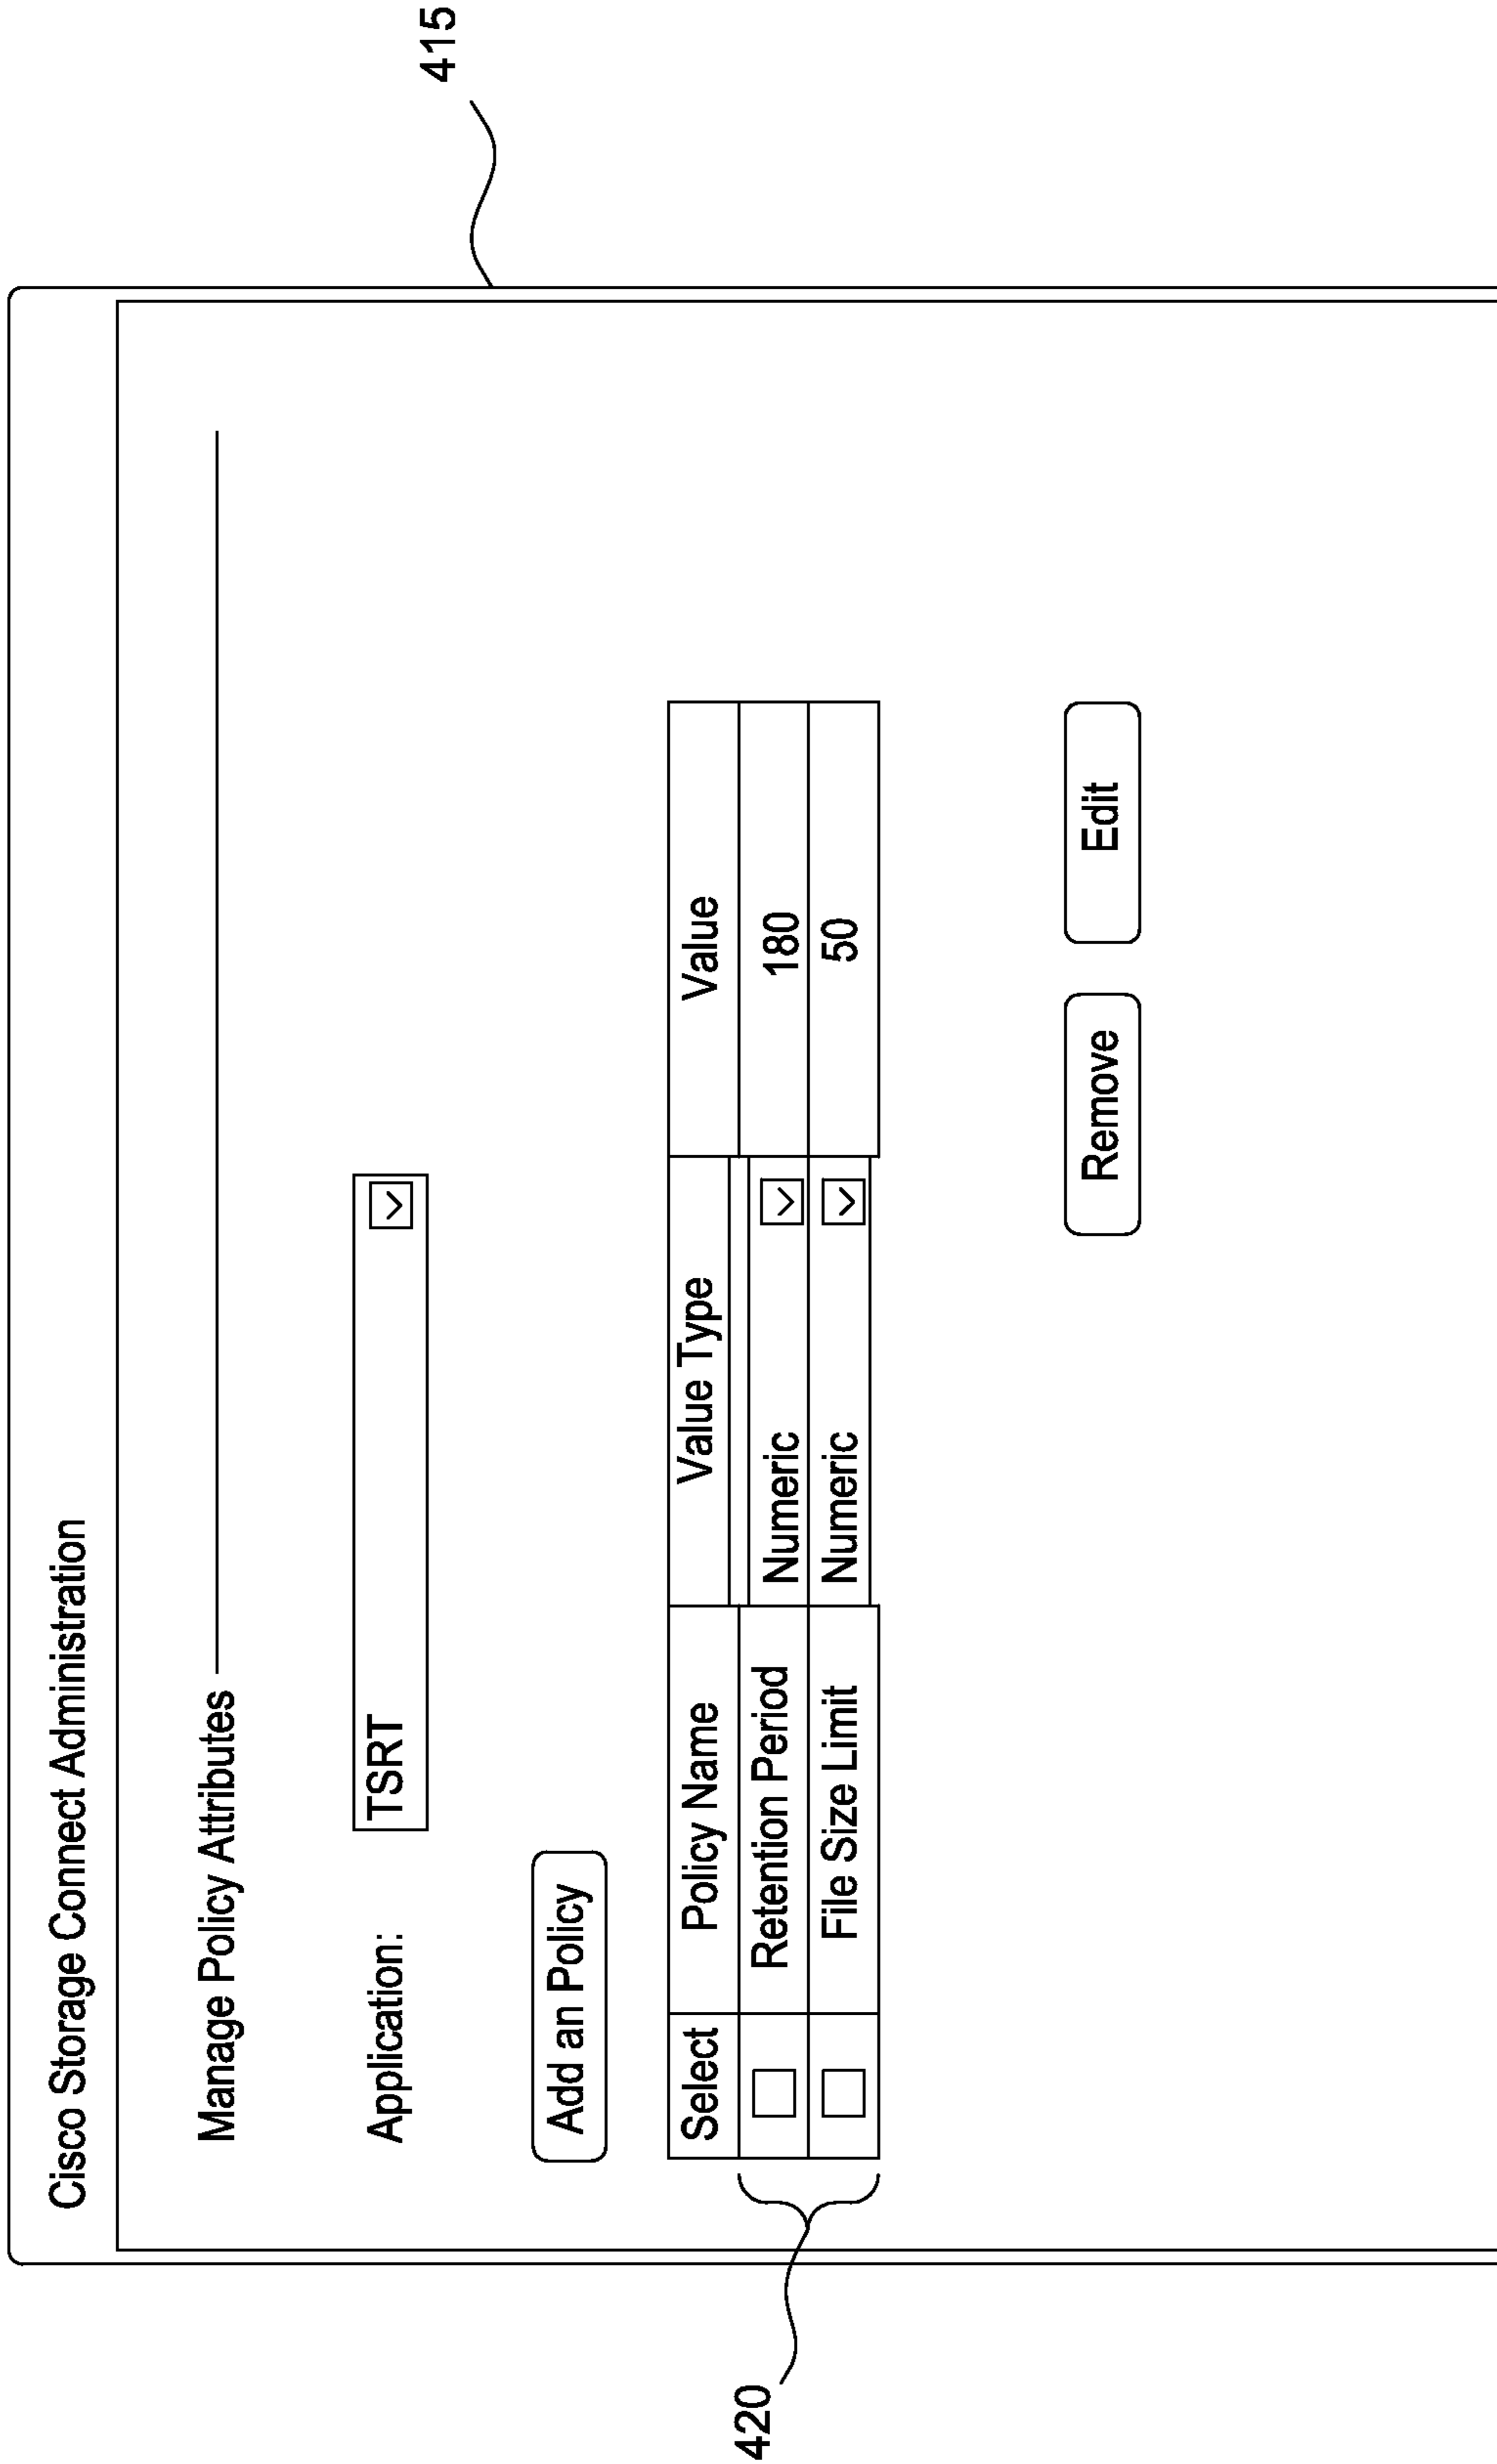 Cisco Storage Connect Administration
415
Manage Policy Attributes
Application: TSRT
Add an Policy
Select Policy Name Value Type Value
Retention Period Numeric 180
File Size Limit Numeric 50
420
Remove Edit